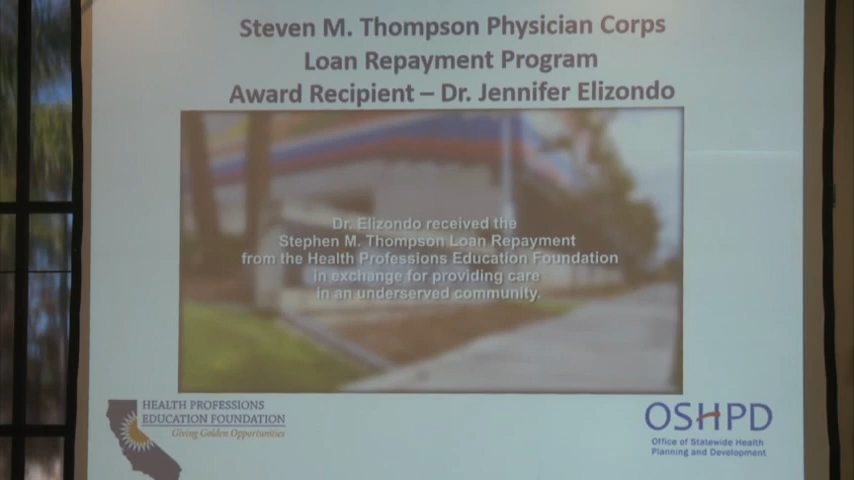 Steven M. Thompson Physician Corps
Loan Repayment Program
Award Recipient – Dr. Jennifer Elizondo
Dr. Elizondo received the
Stephen M. Thompson Loan Repayment
from the Health Professions Education Foundation
in exchange for providing care
in an underserved community.
HEALTH PROFESSIONS
EDUCATION FOUNDATION
Giving Golden Opportunities
OSHPD
Office of Statewide Health
Planning and Development